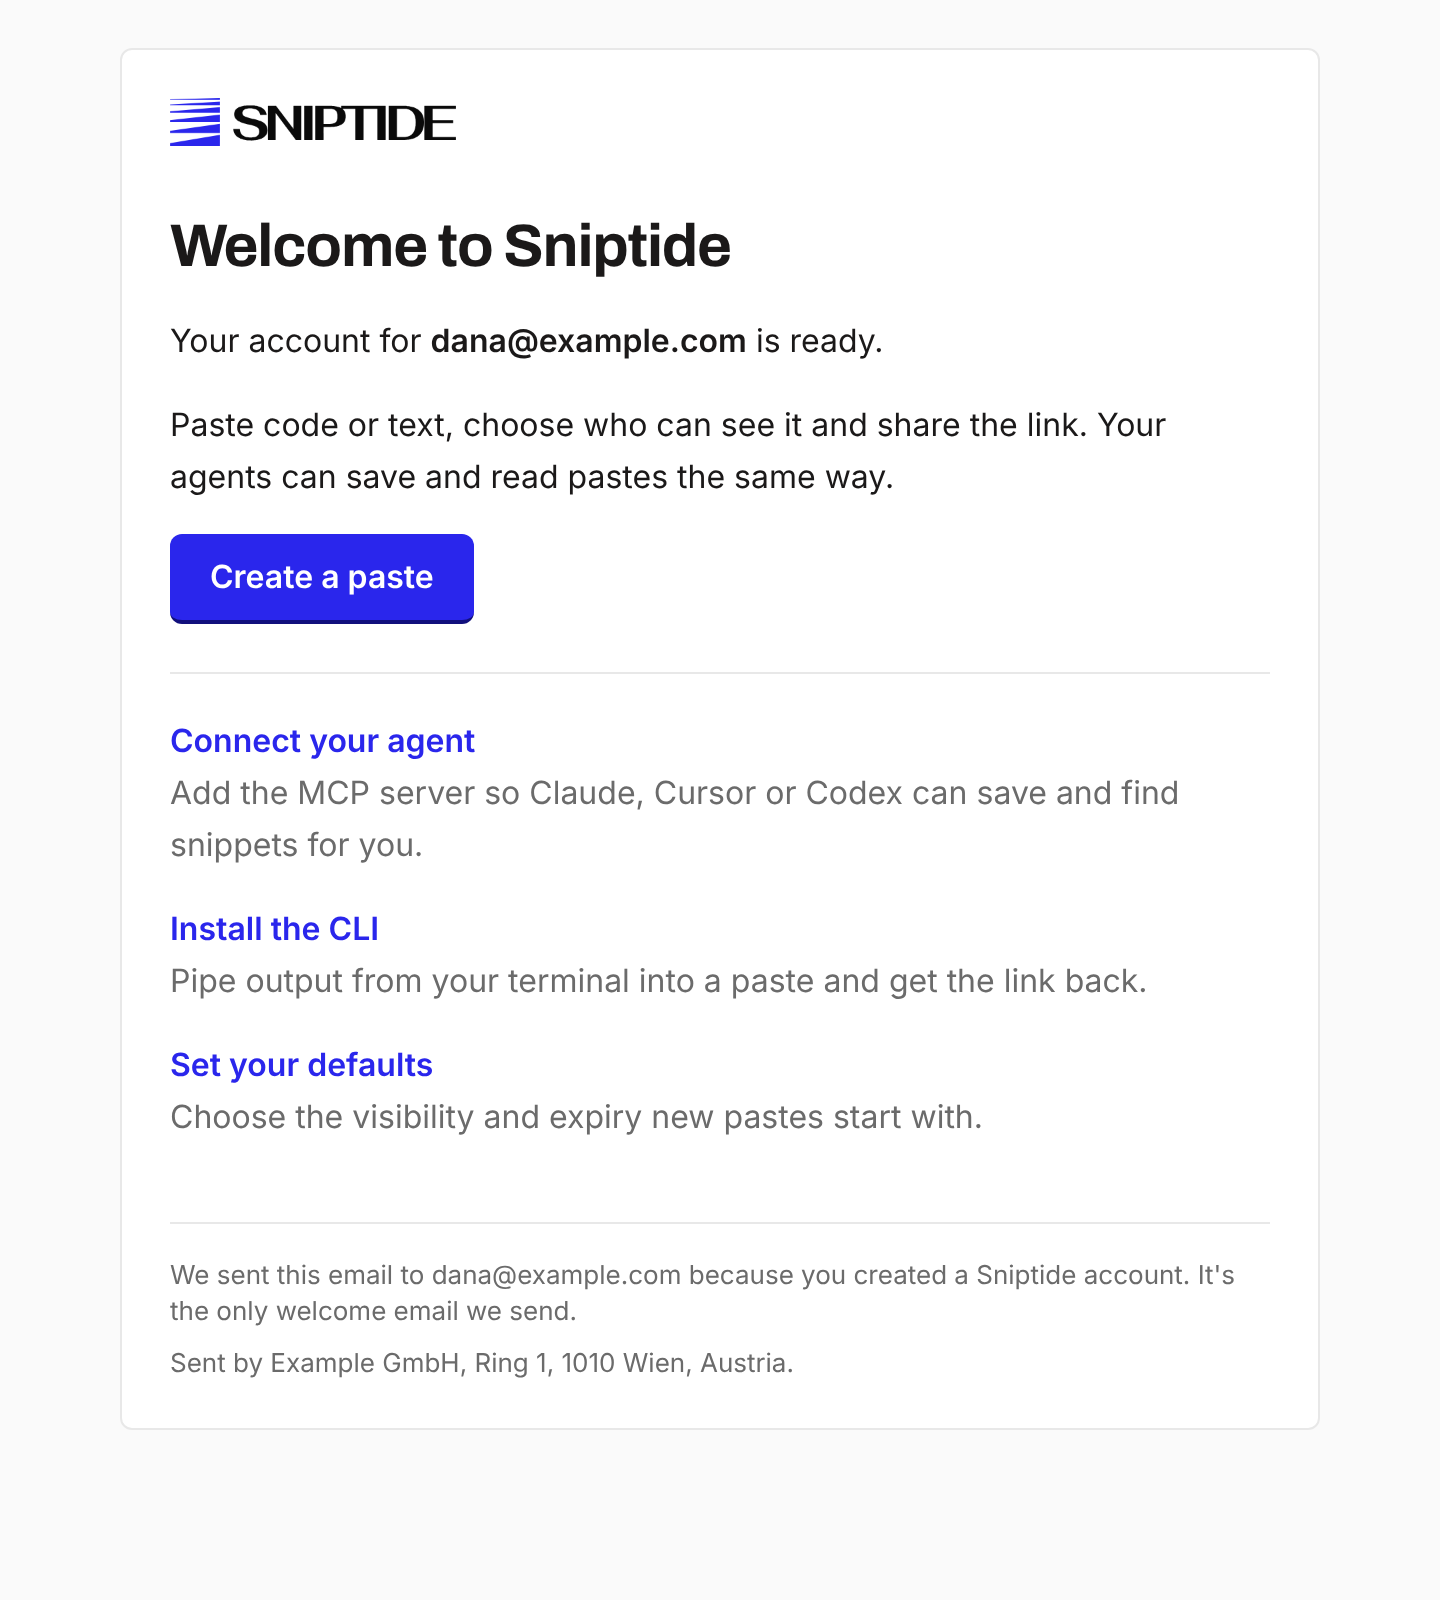 SNIPTIDE
Welcome to Sniptide
Your account for dana@example.com is ready.
Paste code or text, choose who can see it and share the link. Your
agents can save and read pastes the same way.
Create a paste
Connect your agent
Add the MCP server so Claude, Cursor or Codex can save and find
snippets for you.
Install the CLI
Pipe output from your terminal into a paste and get the link back.
Set your defaults
Choose the visibility and expiry new pastes start with.
We sent this email to dana@example.com because you created a Sniptide account. It's
the only welcome email we send.
Sent by Example GmbH, Ring 1, 1010 Wien, Austria.